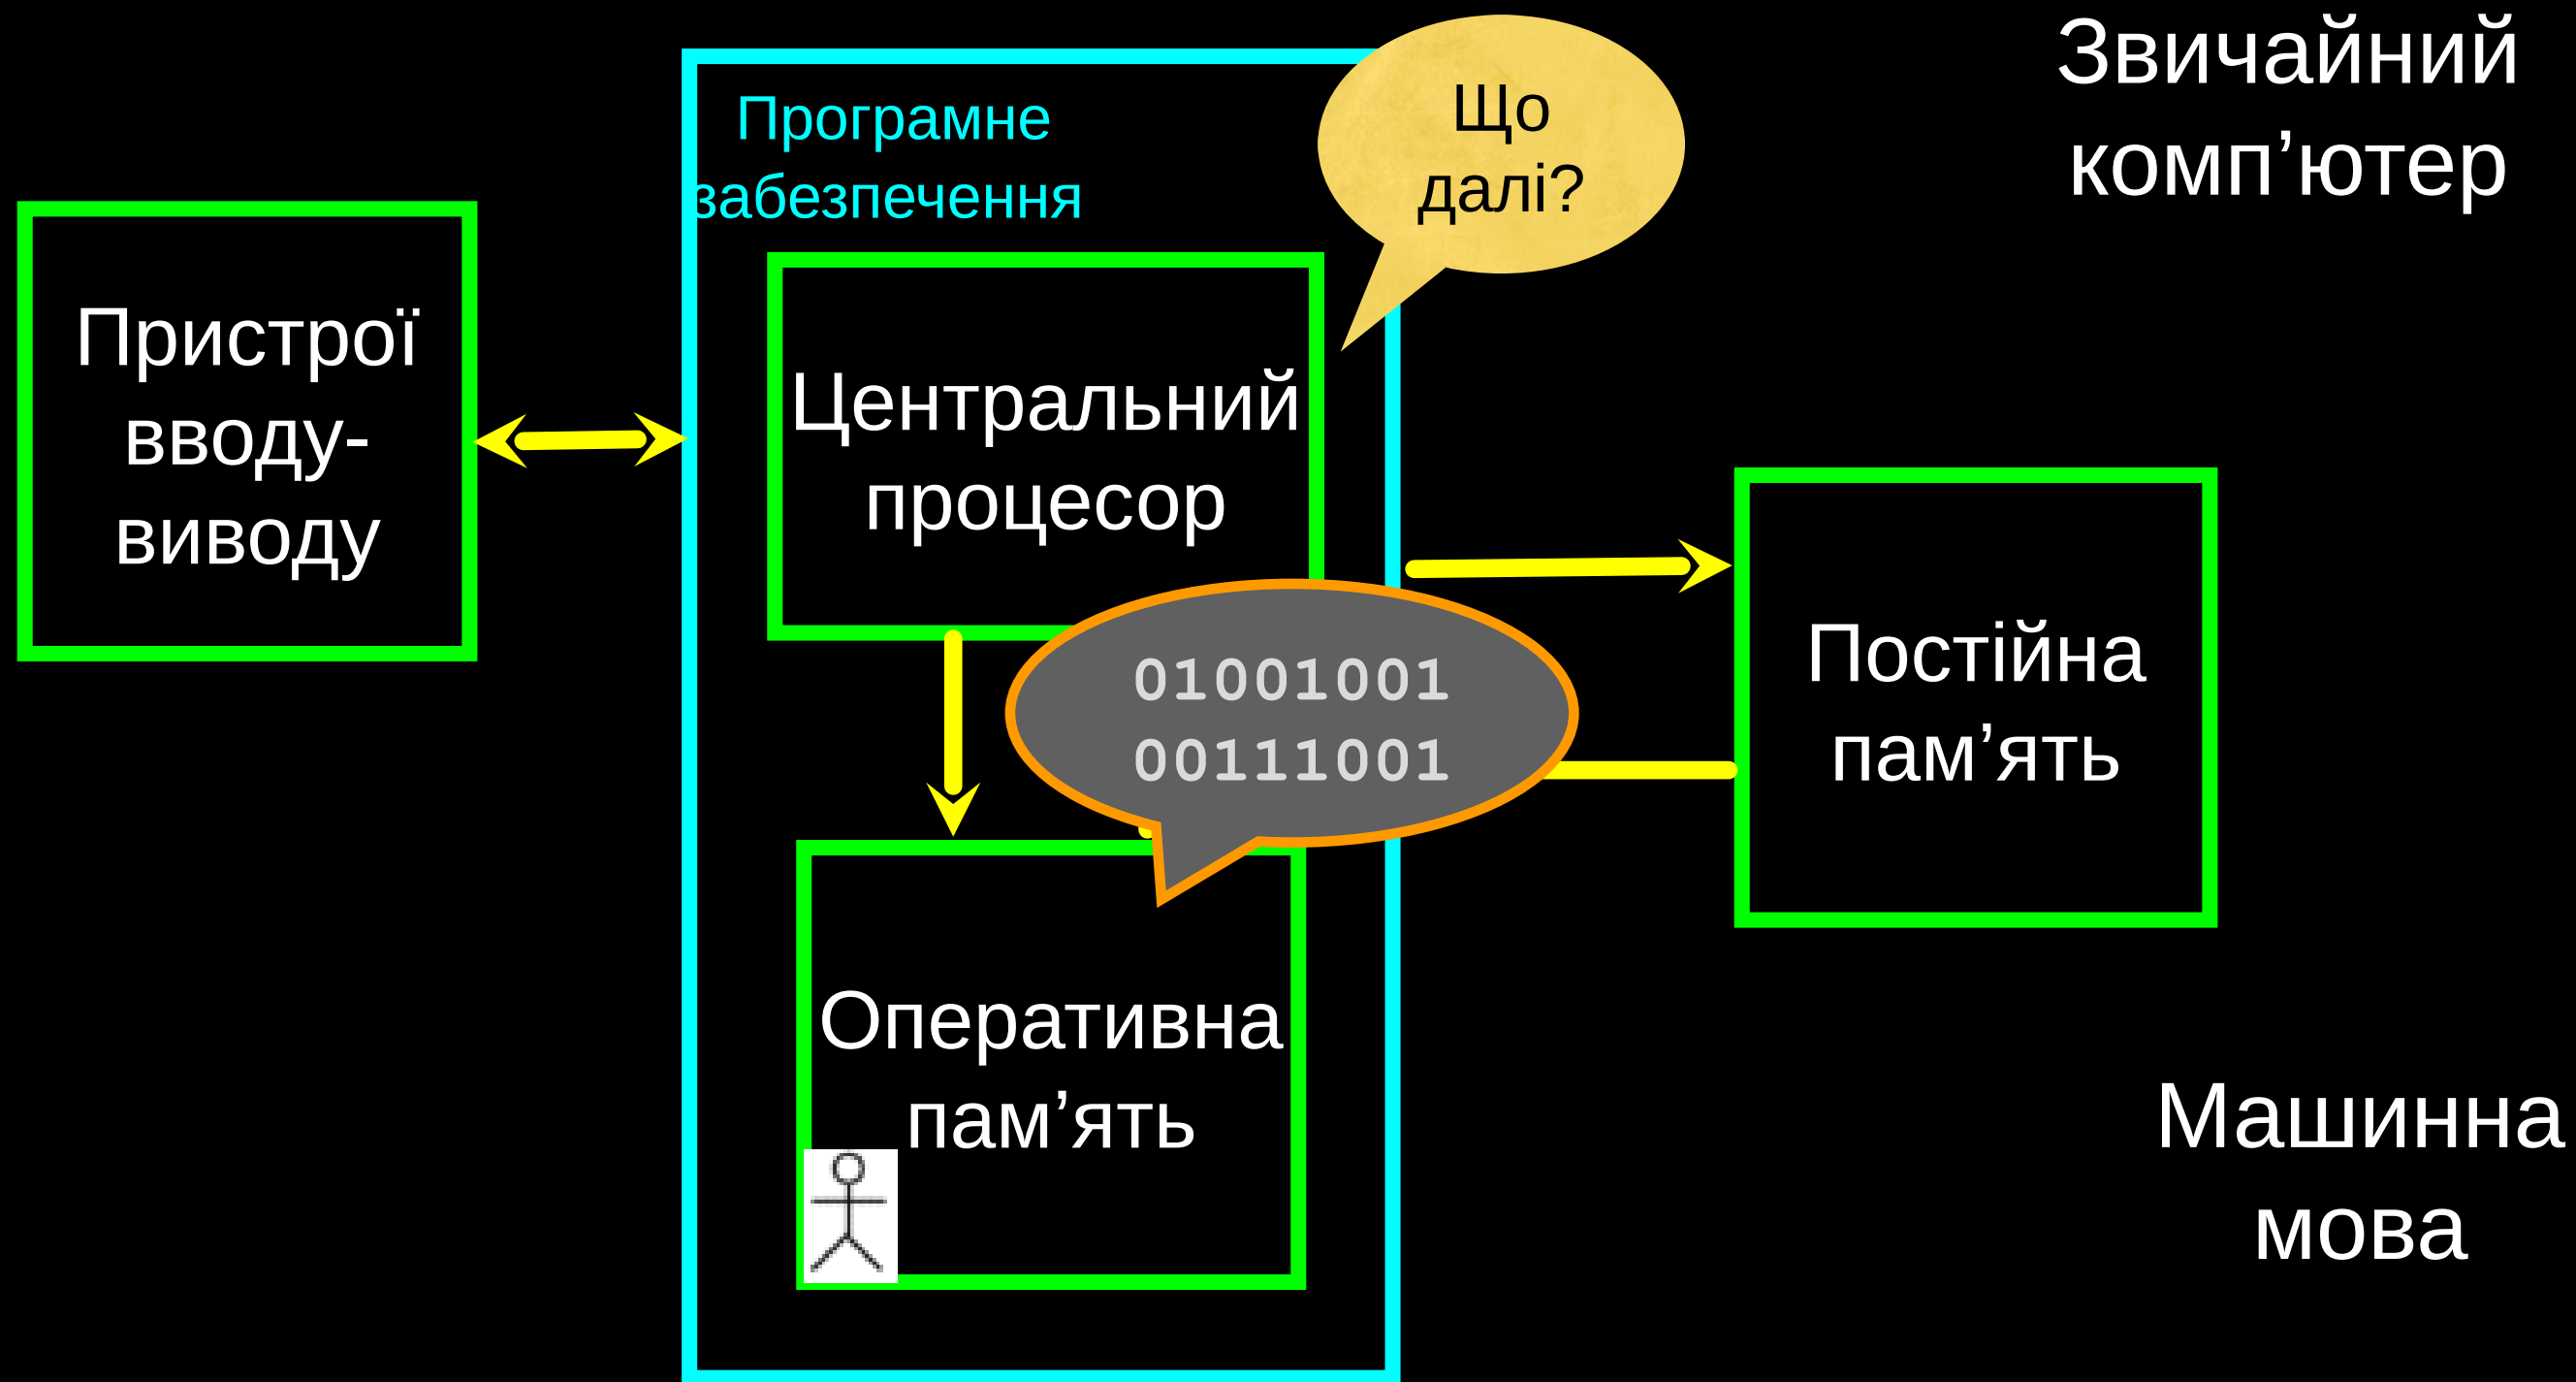 Звичайний
комп’ютер
Програмне
забезпечення
Що
далі?
Пристрої
вводу-
виводу
Центральний
процесор
01001001
00111001
Постійна
пам’ять
Оперативна
пам’ять
Машинна
мова